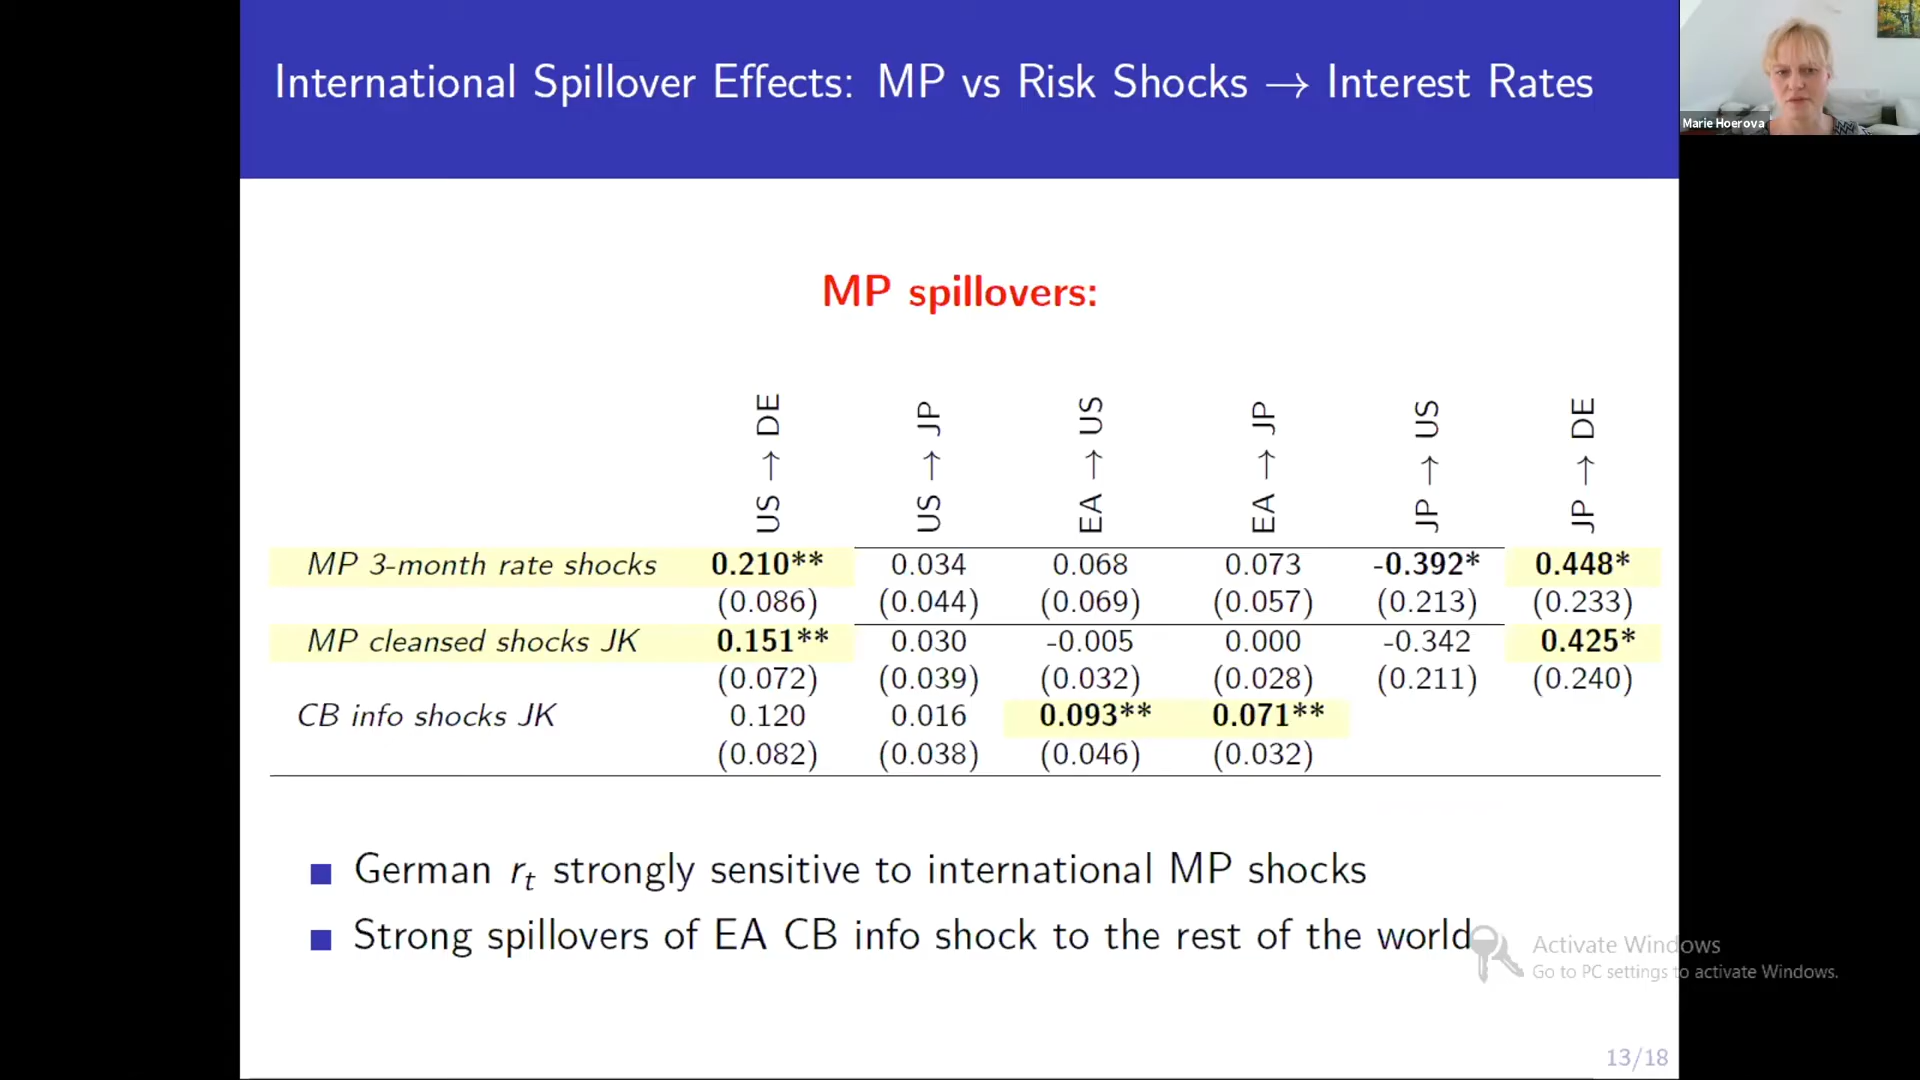 International Spillover Effects: MP vs Risk Shocks → Interest Rates
Marie Hoerova
MP spillovers:
US → DE US → JP EA → US EA → JP JP → US JP → DE
MP 3-month rate shocks 0.210** 0.034 0.068 0.073 -0.392* 0.448*
(0.086) (0.044) (0.069) (0.057) (0.213) (0.233)
MP cleansed shocks JK 0.151** 0.030 -0.005 0.000 -0.342 0.425*
(0.072) (0.039) (0.032) (0.028) (0.211) (0.240)
CB info shocks JK 0.120 0.016 0.093** 0.071**
(0.082) (0.038) (0.046) (0.032)
German rₜ strongly sensitive to international MP shocks
Strong spillovers of EA CB info shock to the rest of the world
Activate Windows
Go to PC settings to activate Windows.
13/18